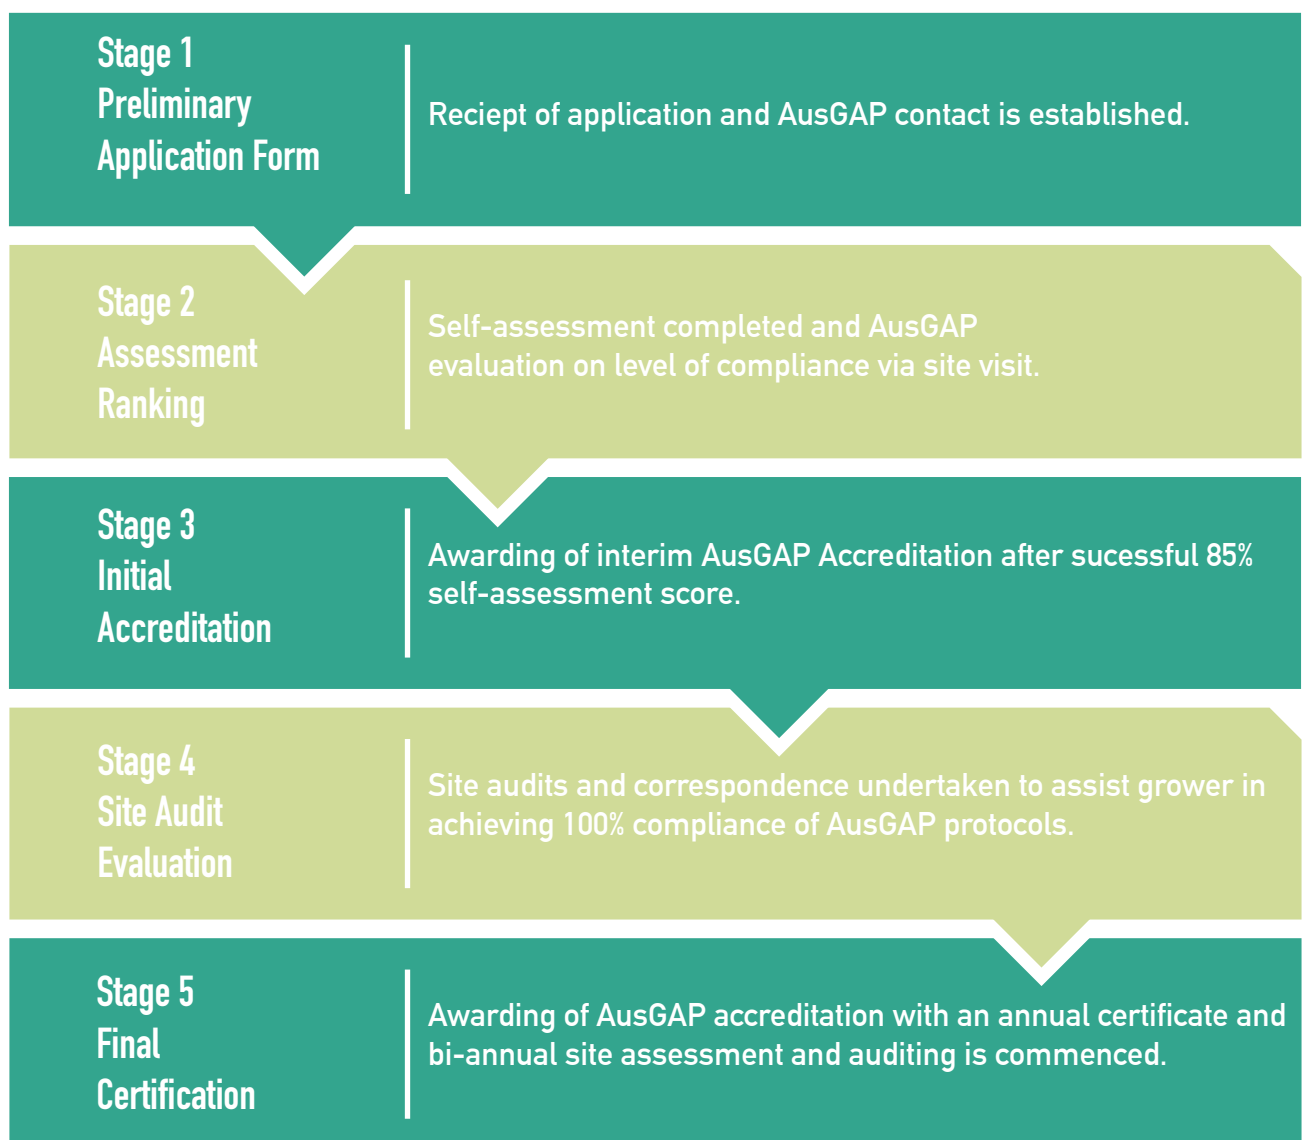 Stage 1
Preliminary
Application Form
Reciept of application and AusGAP contact is established.
Stage 2
Assessment
Ranking
Self-assessment completed and AusGAP
evaluation on level of compliance via site visit.
Stage 3
Initial
Accreditation
Awarding of interim AusGAP Accreditation after sucessful 85%
self-assessment score.
Stage 4
Site Audit
Evaluation
Site audits and correspondence undertaken to assist grower in
achieving 100% compliance of AusGAP protocols.
Stage 5
Final
Certification
Awarding of AusGAP accreditation with an annual certificate and
bi-annual site assessment and auditing is commenced.